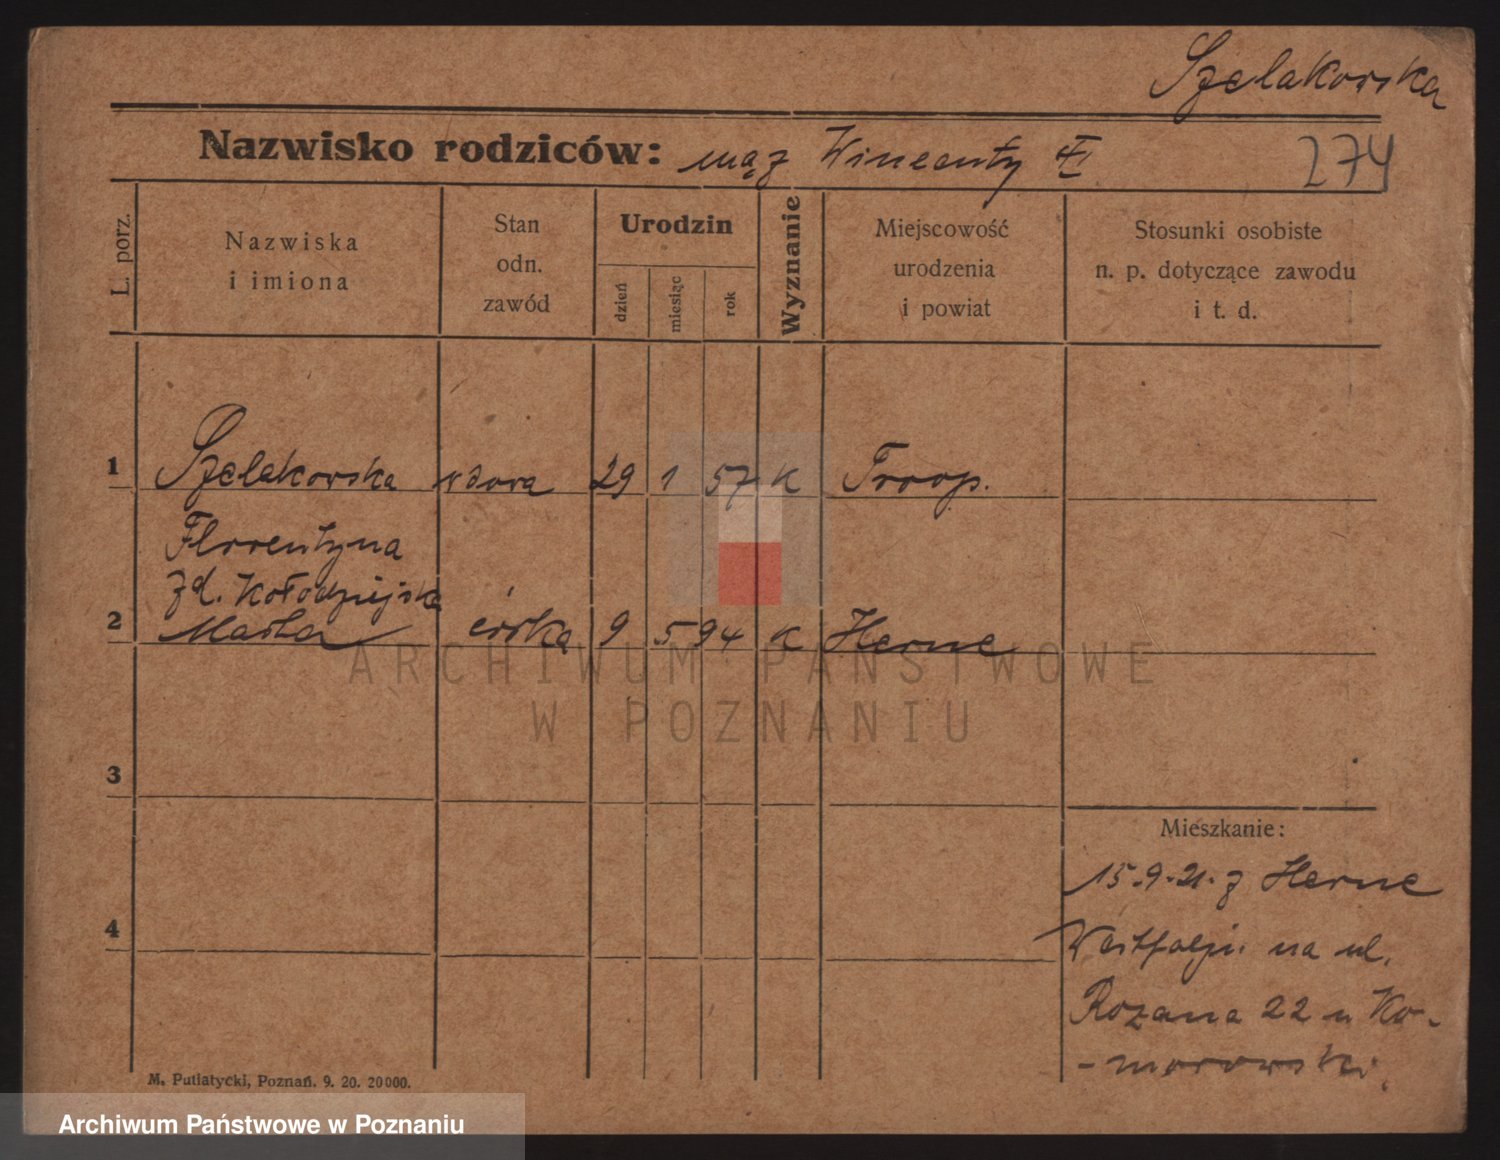 Szelakowska
Nazwisko rodziców: mąż Wincenty
274
L. porz.
Nazwiska
i imiona
Stan
odn.
zawód
Urodzin
dzień
miesiąc
rok
Wyznanie
Miejscowość
urodzenia
i powiat
Stosunki osobiste
n. p. dotyczące zawodu
i t. d.
1 Szelakowska wdowa 29 1 57 K Troop.
Florentyna
zd. Kołodziejska
2 Marta córka 9 5 94 K Herne
ARCHIWUM PAŃSTWOWE
W POZNANIU
3
4
Mieszkanie:
15.9.21. z Herne
Westfalji. na ul.
Rozana 22 u Ko-
-morowski.
M. Putiatycki, Poznań. 9. 20. 20000.
Archiwum Państwowe w Poznaniu